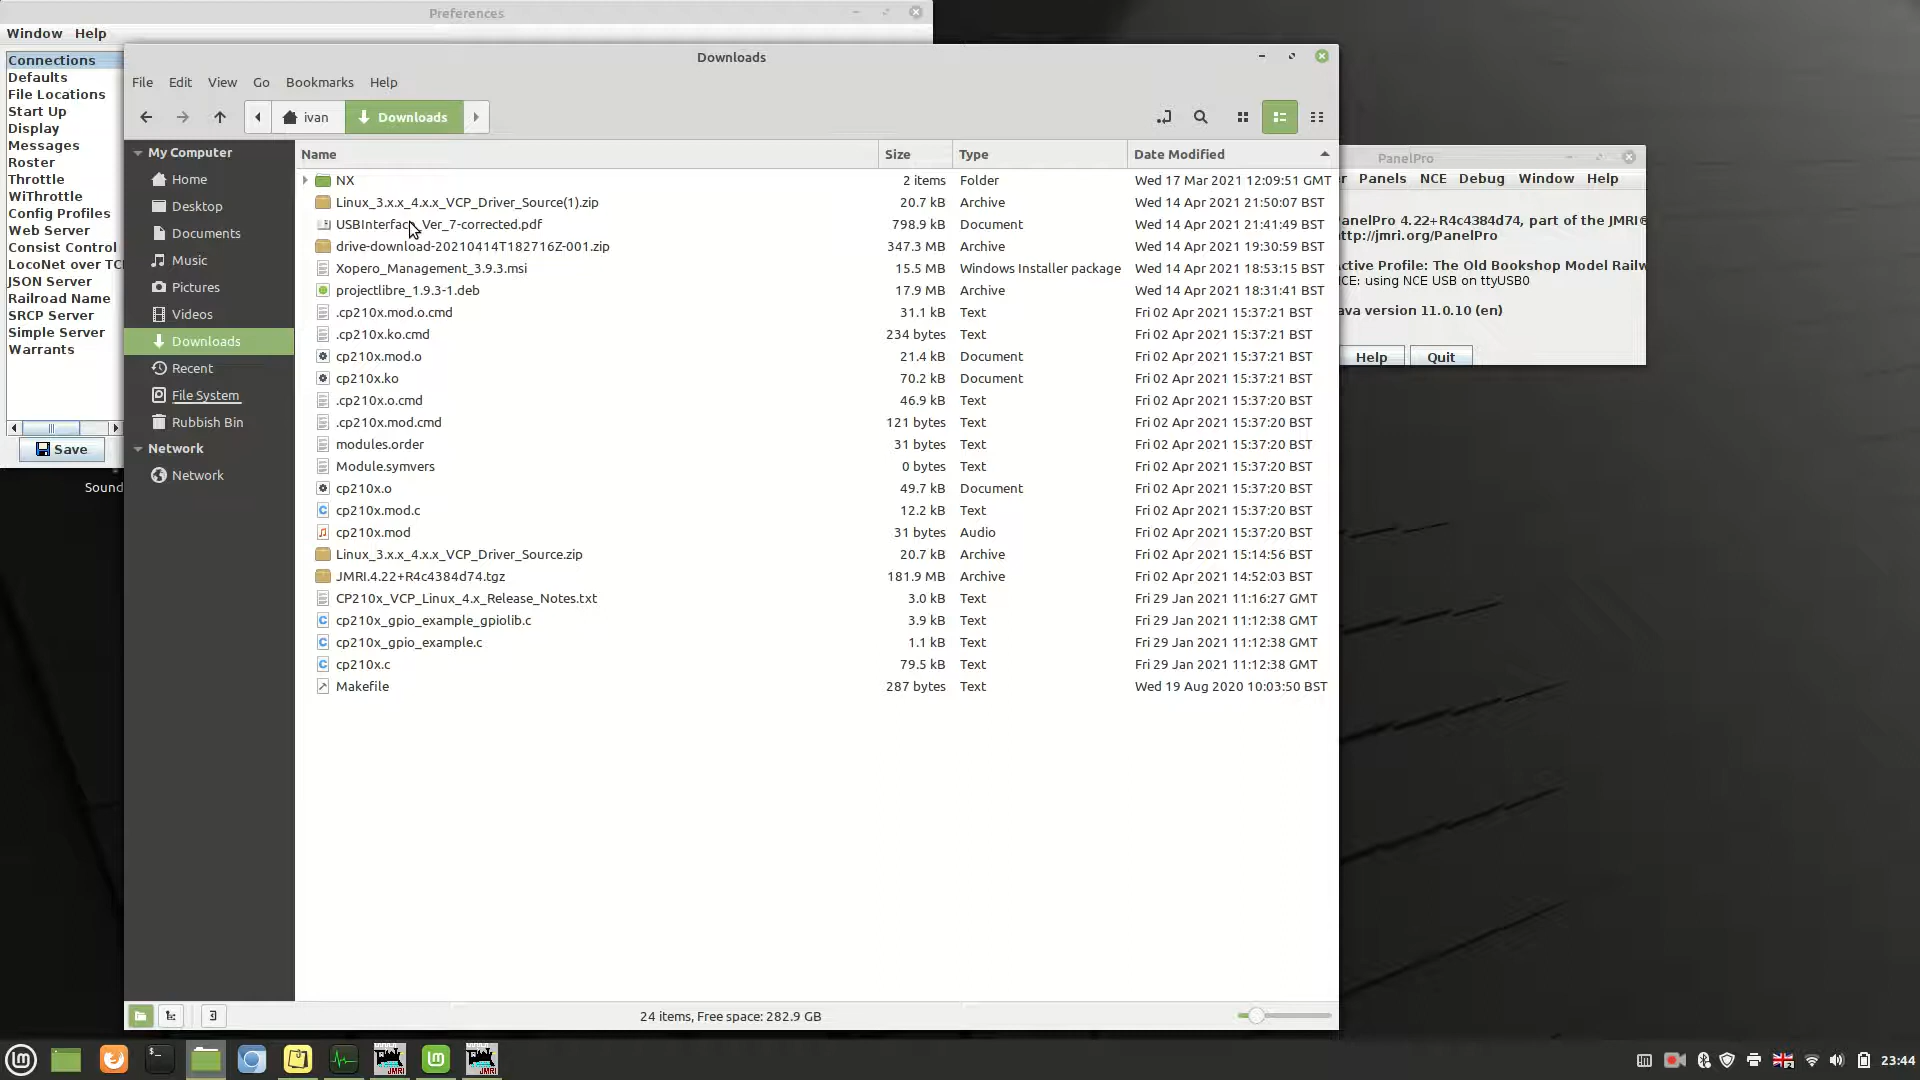 Preferences
Window Help
Connections
Defaults
File Locations
Start Up
Display
Messages
Roster
Throttle
WiThrottle
Config Profiles
Web Server
Consist Control
LocoNet over TC
JSON Server
Railroad Name
SRCP Server
Simple Server
Warrants
Save
Sound
Downloads
File Edit View Go Bookmarks Help
ivan Downloads
My Computer
Home
Desktop
Documents
Music
Pictures
Videos
Downloads
Recent
File System
Rubbish Bin
Network
Network
Name Size Type Date Modified
NX 2 items Folder Wed 17 Mar 2021 12:09:51 GMT
Linux_3.x.x_4.x.x_VCP_Driver_Source(1).zip 20.7 kB Archive Wed 14 Apr 2021 21:50:07 BST
USBInterface_Ver_7-corrected.pdf 798.9 kB Document Wed 14 Apr 2021 21:41:49 BST
drive-download-20210414T182716Z-001.zip 347.3 MB Archive Wed 14 Apr 2021 19:30:59 BST
Xopero_Management_3.9.3.msi 15.5 MB Windows Installer package Wed 14 Apr 2021 18:53:15 BST
projectlibre_1.9.3-1.deb 17.9 MB Archive Wed 14 Apr 2021 18:31:41 BST
.cp210x.mod.o.cmd 31.1 kB Text Fri 02 Apr 2021 15:37:21 BST
.cp210x.ko.cmd 234 bytes Text Fri 02 Apr 2021 15:37:21 BST
cp210x.mod.o 21.4 kB Document Fri 02 Apr 2021 15:37:21 BST
cp210x.ko 70.2 kB Document Fri 02 Apr 2021 15:37:21 BST
.cp210x.o.cmd 46.9 kB Text Fri 02 Apr 2021 15:37:20 BST
.cp210x.mod.cmd 121 bytes Text Fri 02 Apr 2021 15:37:20 BST
modules.order 31 bytes Text Fri 02 Apr 2021 15:37:20 BST
Module.symvers 0 bytes Text Fri 02 Apr 2021 15:37:20 BST
cp210x.o 49.7 kB Document Fri 02 Apr 2021 15:37:20 BST
cp210x.mod.c 12.2 kB Text Fri 02 Apr 2021 15:37:20 BST
cp210x.mod 31 bytes Audio Fri 02 Apr 2021 15:37:20 BST
Linux_3.x.x_4.x.x_VCP_Driver_Source.zip 20.7 kB Archive Fri 02 Apr 2021 15:14:56 BST
JMRI.4.22+R4c4384d74.tgz 181.9 MB Archive Fri 02 Apr 2021 14:52:03 BST
CP210x_VCP_Linux_4.x_Release_Notes.txt 3.0 kB Text Fri 29 Jan 2021 11:16:27 GMT
cp210x_gpio_example_gpiolib.c 3.9 kB Text Fri 29 Jan 2021 11:12:38 GMT
cp210x_gpio_example.c 1.1 kB Text Fri 29 Jan 2021 11:12:38 GMT
cp210x.c 79.5 kB Text Fri 29 Jan 2021 11:12:38 GMT
Makefile 287 bytes Text Wed 19 Aug 2020 10:03:50 BST
24 items, Free space: 282.9 GB
PanelPro
r Panels NCE Debug Window Help
anelPro 4.22+R4c4384d74, part of the JMRI®
ttp://jmri.org/PanelPro
ctive Profile: The Old Bookshop Model Railw
ICE: using NCE USB on ttyUSB0
ava version 11.0.10 (en)
Help Quit
JMRI
JMRI
23:44